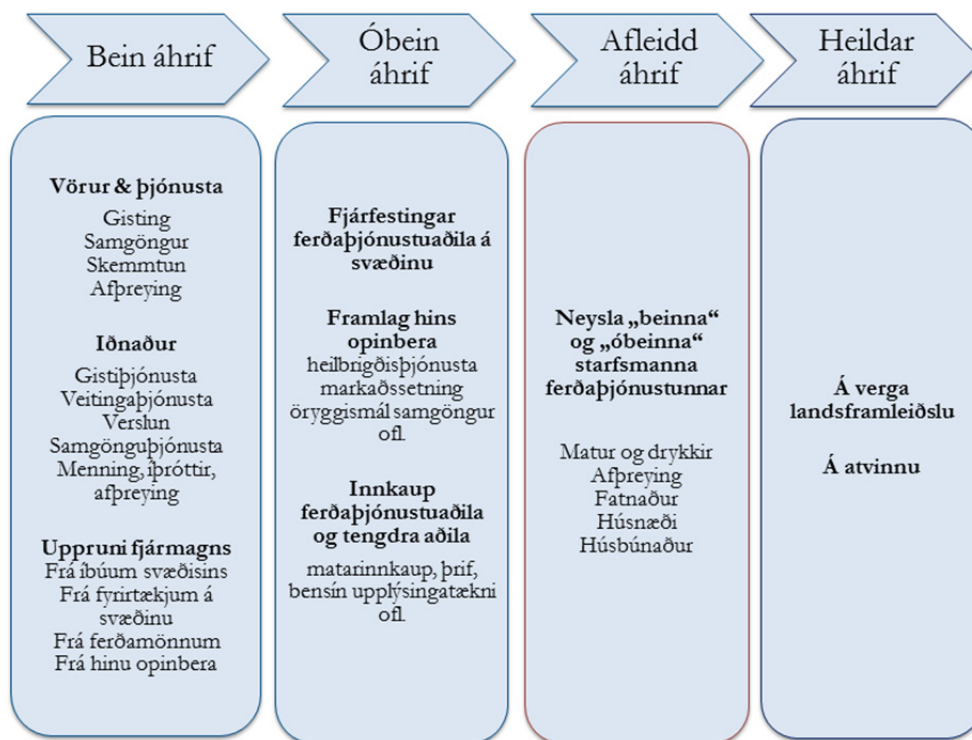 Bein áhrif
Vörur & þjónusta
Gisting
Samgöngur
Skemmtun
Afþreying
Iðnaður
Gistiþjónusta
Veitingaþjónusta
Verslun
Samgönguþjónusta
Menning, íþróttir,
afþreying
Uppruni fjármagns
Frá íbúum svæðisins
Frá fyrirtækjum á
svæðinu
Frá ferðamönnum
Frá hinu opinbera
Óbein
áhrif
Fjárfestingar
ferðaþjónustuaðila á
svæðinu
Framlag hins
opinbera
heilbrigðisþjónusta
markaðssetning
öryggismál samgöngur
ofl.
Innkaup
ferðaþjónustuaðila
og tengdra aðila
matarinnkaup, þrif,
bensín upplýsingatækni
ofl.
Afleidd
áhrif
Neysla „beinna“
og „óbeinna“
starfsmanna
ferðaþjónustunnar
Matur og drykkir
Afþreying
Fatnaður
Húsnæði
Húsbúnaður
Heildar
áhrif
Á verga
landsframleiðslu
Á atvinnu